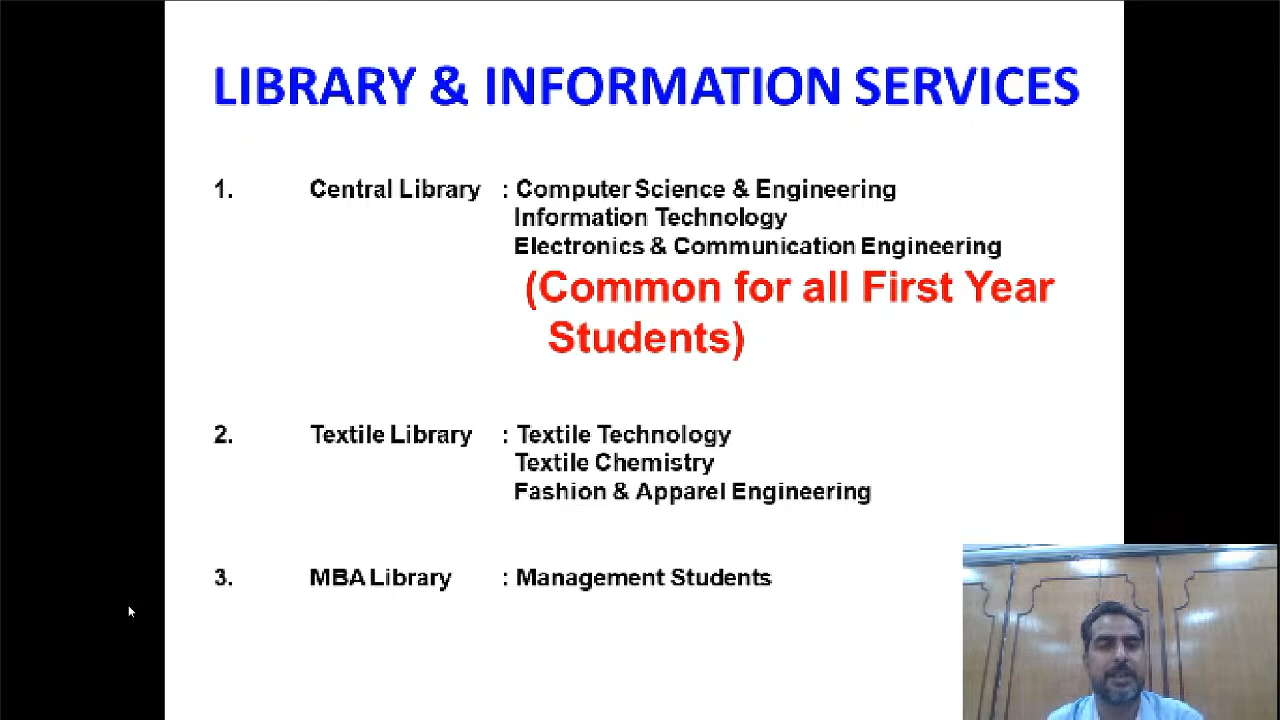 LIBRARY & INFORMATION SERVICES
1. Central Library : Computer Science & Engineering
Information Technology
Electronics & Communication Engineering
(Common for all First Year
Students)
2. Textile Library : Textile Technology
Textile Chemistry
Fashion & Apparel Engineering
3. MBA Library : Management Students